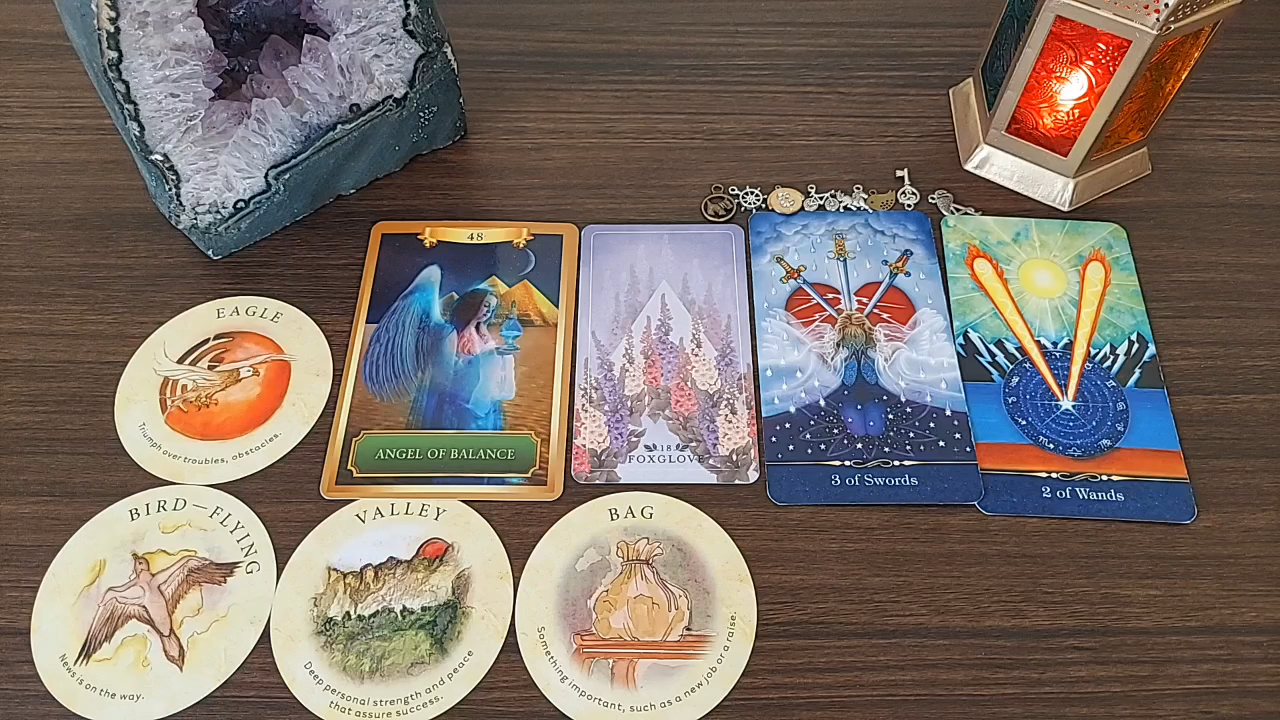 48
ANGEL OF BALANCE
.18.
FOXGLOVE
3 of Swords
2 of Wands
EAGLE
Triumph over troubles, obstacles.
BIRD—FLYING
News is on the way.
VALLEY
Deep personal strength and peace
that assure success.
BAG
Something important, such as a new job or a raise.